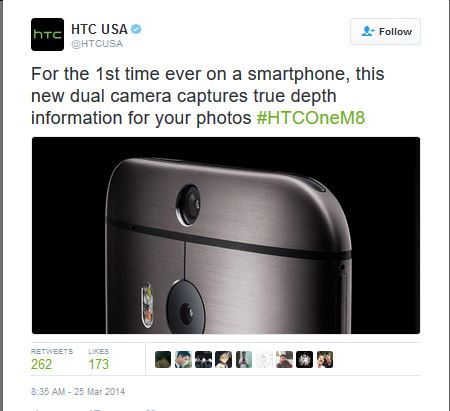 hTC
HTC USA
@HTCUSA
Follow
For the 1st time ever on a smartphone, this
new dual camera captures true depth
information for your photos #HTCOneM8
RETWEETS LIKES
262 173
8:35 AM - 25 Mar 2014